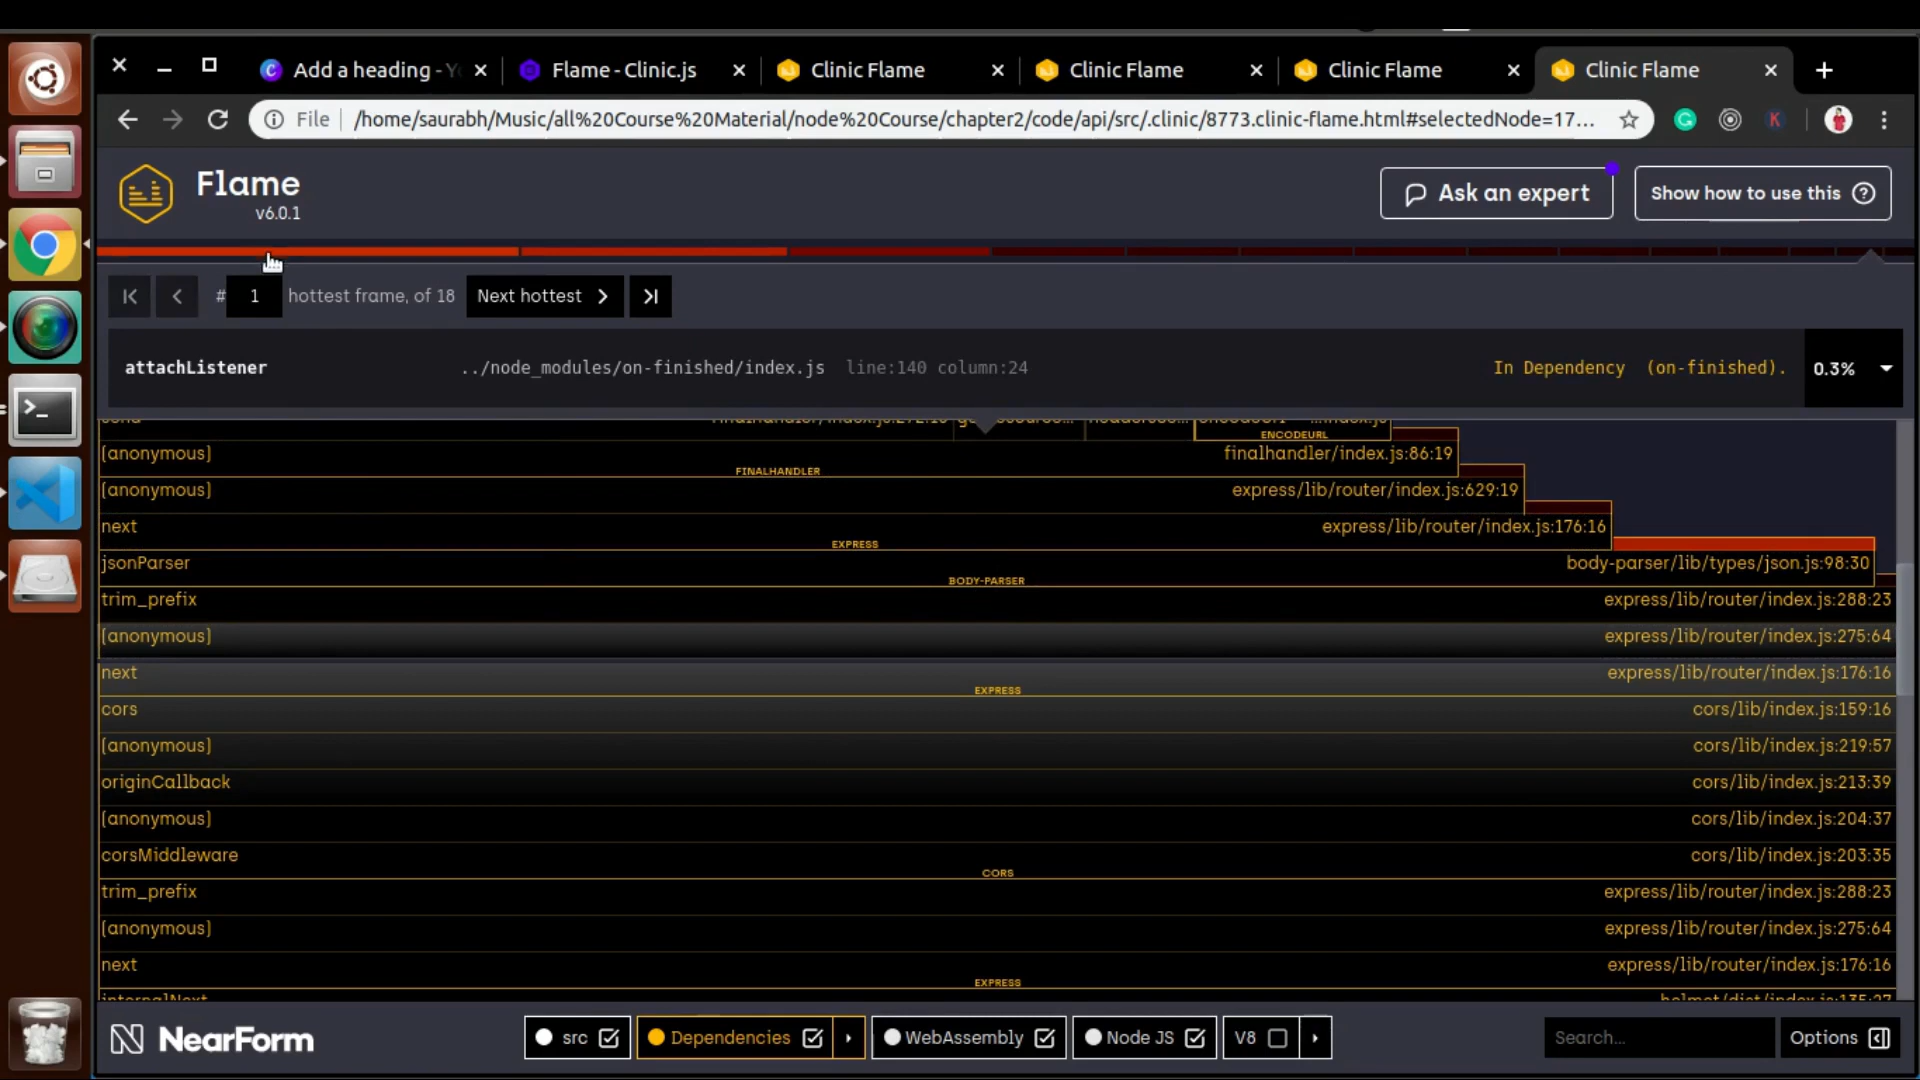 Add a heading - Yo
Flame - Clinic.js
Clinic Flame
Clinic Flame
Clinic Flame
Clinic Flame
File
/home/saurabh/Music/all%20Course%20Material/node%20Course/chapter2/code/api/src/.clinic/8773.clinic-flame.html#selectedNode=17...
Flame
v6.0.1
Ask an expert
Show how to use this
# 1 hottest frame, of 18
Next hottest
attachListener ../node_modules/on-finished/index.js line:140 column:24 In Dependency (on-finished). 0.3%
ENCODEURL
(anonymous) finalhandler/index.js:86:19
FINALHANDLER
(anonymous) express/lib/router/index.js:629:19
next express/lib/router/index.js:176:16
EXPRESS
jsonParser body-parser/lib/types/json.js:98:30
BODY-PARSER
trim_prefix express/lib/router/index.js:288:23
(anonymous) express/lib/router/index.js:275:64
next express/lib/router/index.js:176:16
EXPRESS
cors cors/lib/index.js:159:16
(anonymous) cors/lib/index.js:219:57
originCallback cors/lib/index.js:213:39
(anonymous) cors/lib/index.js:204:37
corsMiddleware cors/lib/index.js:203:35
CORS
trim_prefix express/lib/router/index.js:288:23
(anonymous) express/lib/router/index.js:275:64
next express/lib/router/index.js:176:16
EXPRESS
internalNext helmet/dist/index.js:135:27
NearForm
src
Dependencies
WebAssembly
Node JS
V8
Search...
Options